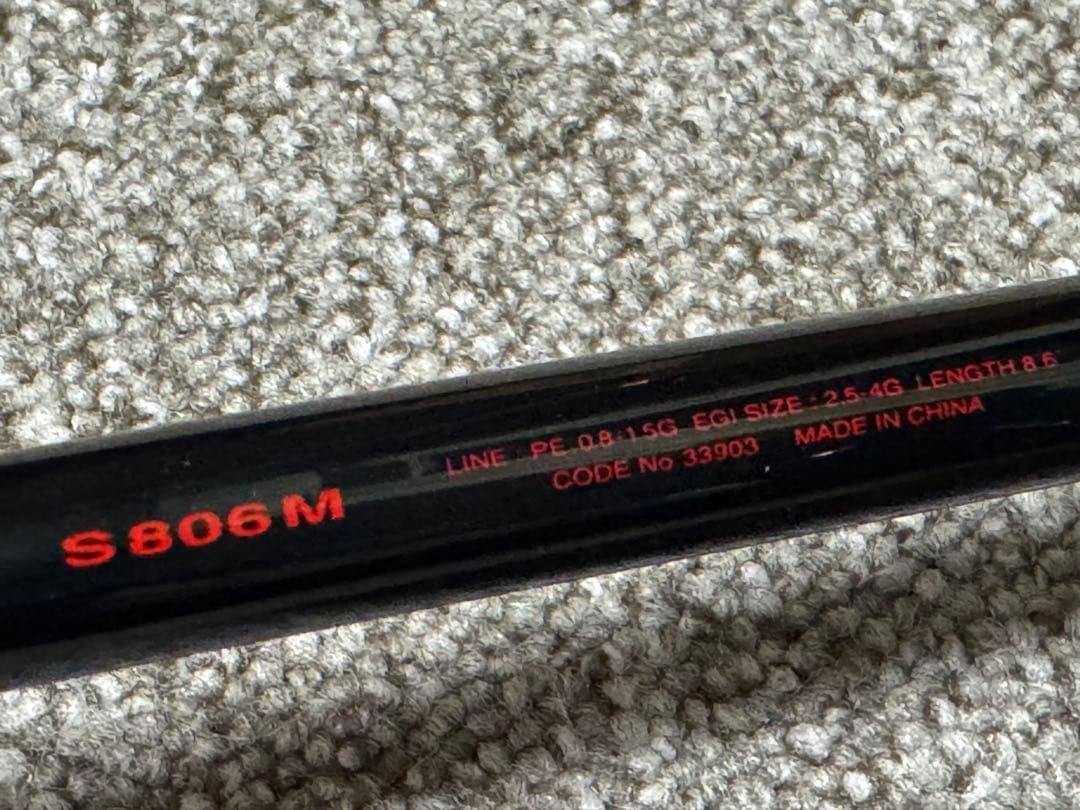 S806M
LINE PE 0.8-1.5G EGI SIZE 2.5-4G LENGTH 8.6
CODE No 33903 MADE IN CHINA